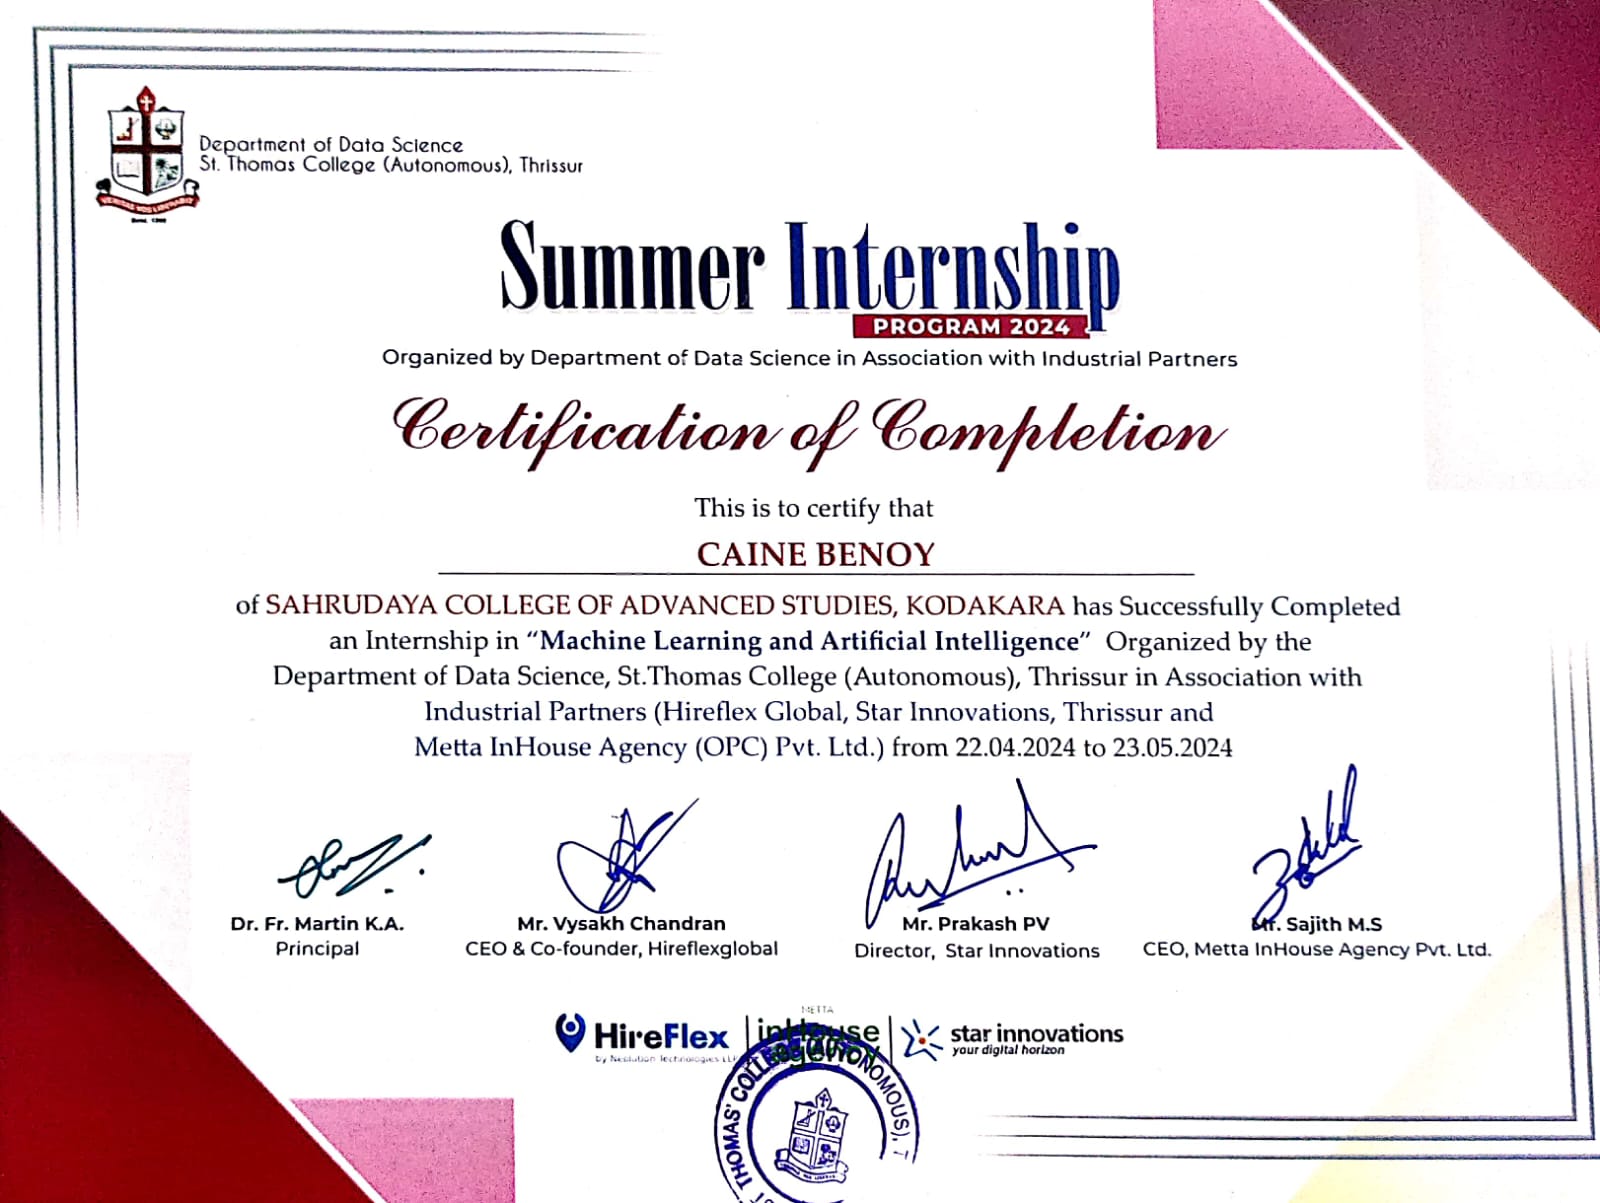 Department of Data Science
St. Thomas College (Autonomous), Thrissur
Summer Internship
PROGRAM 2024
Organized by Department of Data Science in Association with Industrial Partners
Certification of Completion
This is to certify that
CAINE BENOY
of SAHRUDAYA COLLEGE OF ADVANCED STUDIES, KODAKARA has Successfully Completed
an Internship in “Machine Learning and Artificial Intelligence” Organized by the
Department of Data Science, St.Thomas College (Autonomous), Thrissur in Association with
Industrial Partners (Hireflex Global, Star Innovations, Thrissur and
Metta InHouse Agency (OPC) Pvt. Ltd.) from 22.04.2024 to 23.05.2024
Dr. Fr. Martin K.A.
Principal
Mr. Vysakh Chandran
CEO & Co-founder, Hireflexglobal
Mr. Prakash PV
Director, Star Innovations
Mr. Sajith M.S
CEO, Metta InHouse Agency Pvt. Ltd.
HireFlex
METTA
inHouse
agency
star innovations
your digital horizon
ST THOMAS' COLLEGE (AUTONOMOUS), T